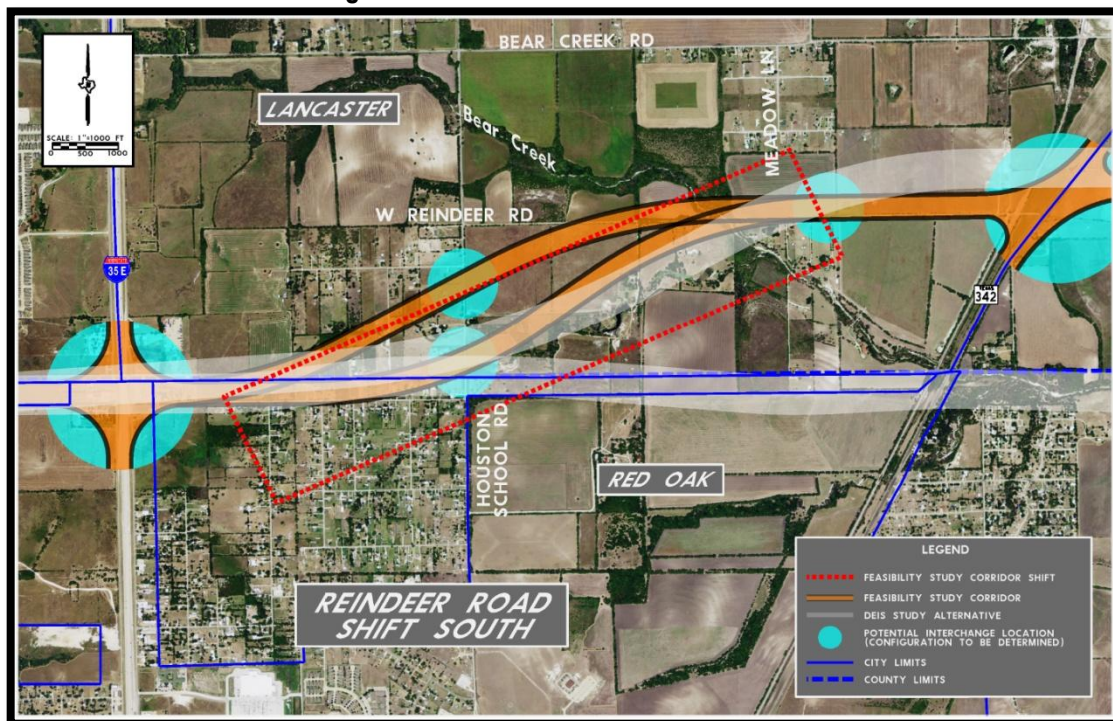 BEAR CREEK RD
MEADOW LN
LANCASTER
SCALE: 1"=1000 FT
0 500 1000
Bear Creek
W REINDEER RD
35E
TEXAS
342
HOUSTON
SCHOOL RD
RED OAK
REINDEER ROAD
SHIFT SOUTH
LEGEND
FEASIBILITY STUDY CORRIDOR SHIFT
FEASIBILITY STUDY CORRIDOR
DEIS STUDY ALTERNATIVE
POTENTIAL INTERCHANGE LOCATION
(CONFIGURATION TO BE DETERMINED)
CITY LIMITS
COUNTY LIMITS